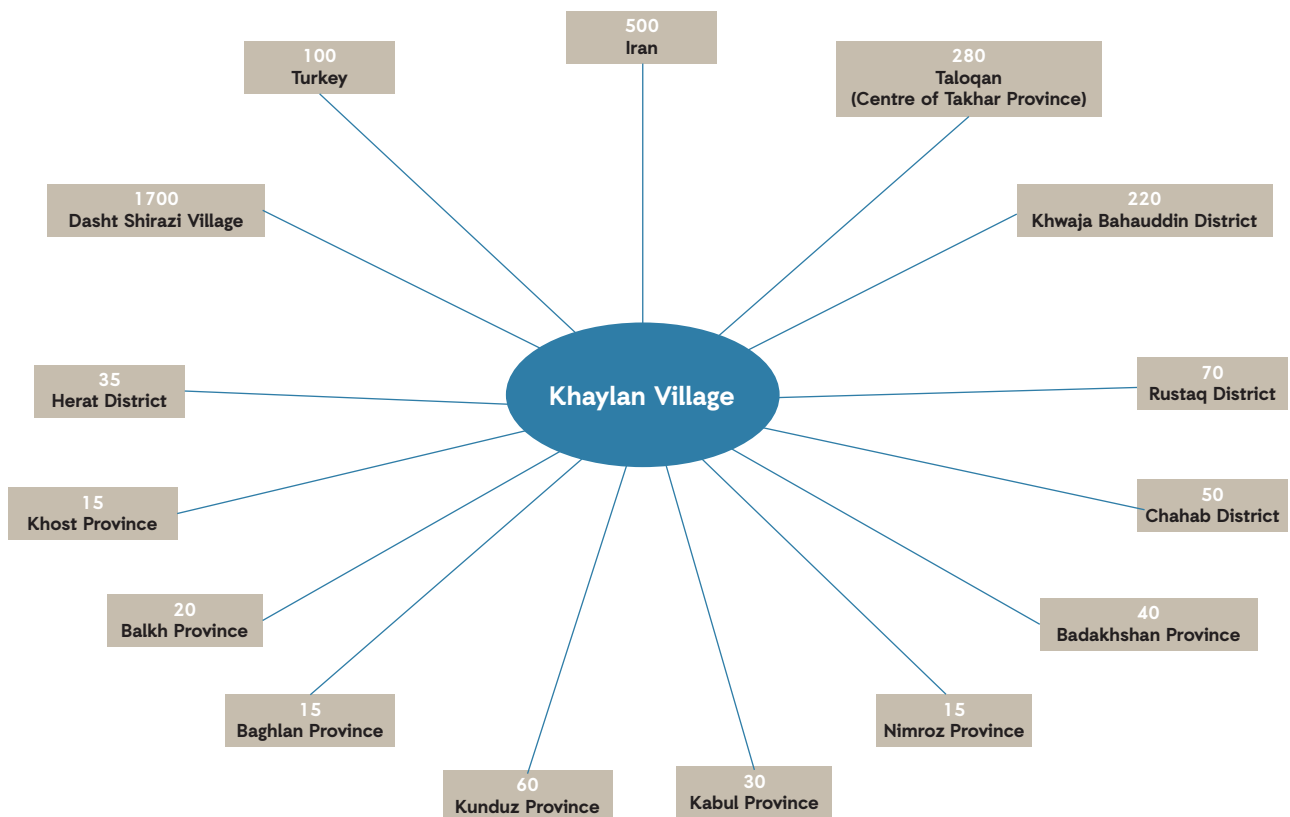 500
Iran
100
Turkey
280
Taloqan
(Centre of Takhar Province)
1700
Dasht Shirazi Village
220
Khwaja Bahauddin District
35
Herat District
Khaylan Village
70
Rustaq District
15
Khost Province
50
Chahab District
20
Balkh Province
40
Badakhshan Province
15
Baghlan Province
15
Nimroz Province
60
Kunduz Province
30
Kabul Province